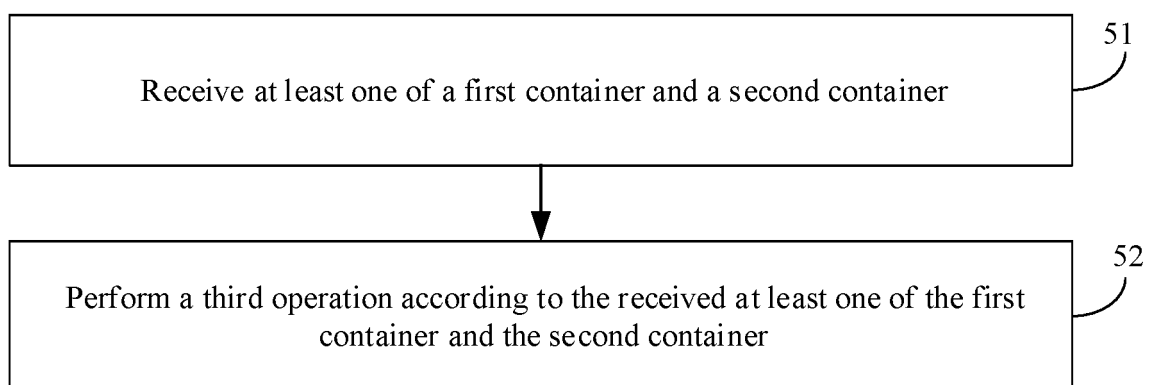 51
Receive at least one of a first container and a second container
52
Perform a third operation according to the received at least one of the first
container and the second container